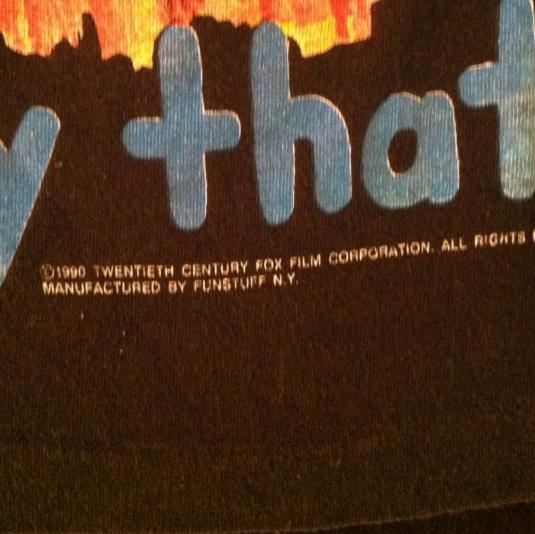 y that
©1990 TWENTIETH CENTURY FOX FILM CORPORATION. ALL RIGHTS
MANUFACTURED BY FUNSTUFF N.Y.